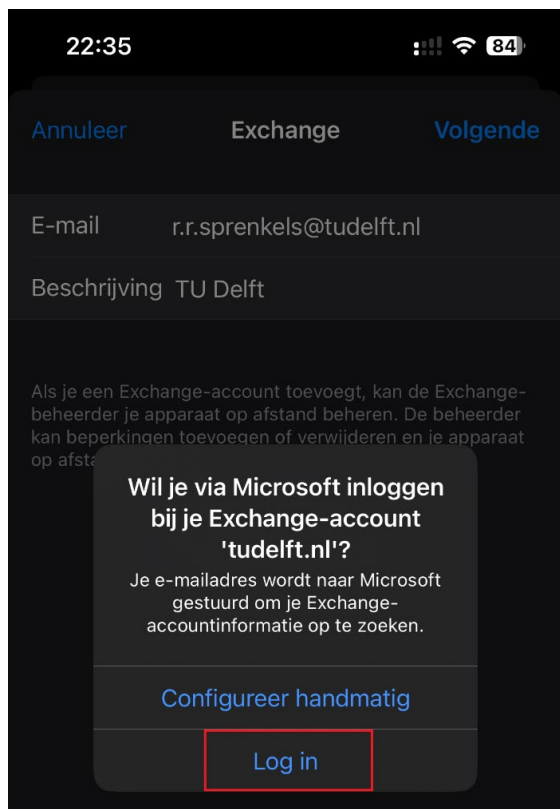 22:35
84
Annuleer Exchange Volgende
E-mail r.r.sprenkels@tudelft.nl
Beschrijving TU Delft
Als je een Exchange-account toevoegt, kan de Exchange-
beheerder je apparaat op afstand beheren. De beheerder
kan beperkingen toevoegen of verwijderen en je apparaat
op
Wil je via Microsoft inloggen
bij je Exchange-account
'tudelft.nl'?
Je e-mailadres wordt naar Microsoft
gestuurd om je Exchange-
accountinformatie op te zoeken.
Configureer handmatig
Log in